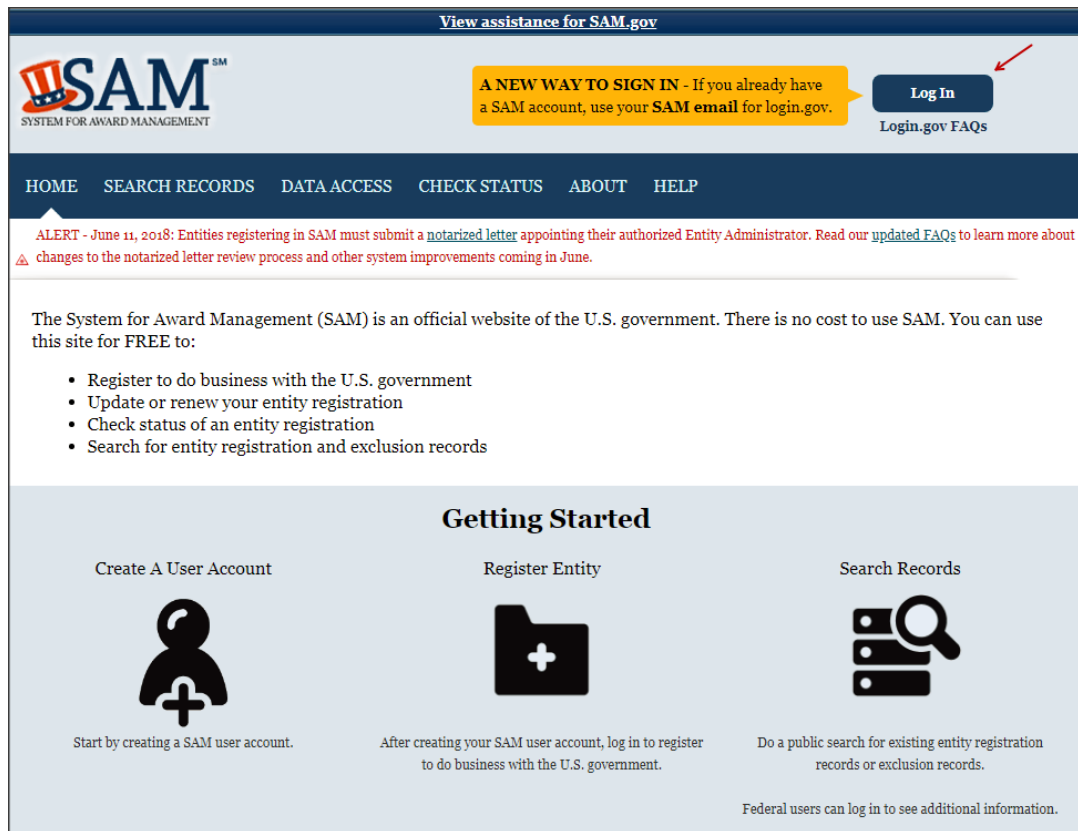 View assistance for SAM.gov
SAM SM
SYSTEM FOR AWARD MANAGEMENT
A NEW WAY TO SIGN IN - If you already have
a SAM account, use your SAM email for login.gov.
Log In
Login.gov FAQs
HOME SEARCH RECORDS DATA ACCESS CHECK STATUS ABOUT HELP
ALERT - June 11, 2018: Entities registering in SAM must submit a notarized letter appointing their authorized Entity Administrator. Read our updated FAQs to learn more about
changes to the notarized letter review process and other system improvements coming in June.
The System for Award Management (SAM) is an official website of the U.S. government. There is no cost to use SAM. You can use
this site for FREE to:
• Register to do business with the U.S. government
• Update or renew your entity registration
• Check status of an entity registration
• Search for entity registration and exclusion records
Getting Started
Create A User Account
Start by creating a SAM user account.
Register Entity
After creating your SAM user account, log in to register
to do business with the U.S. government.
Search Records
Do a public search for existing entity registration
records or exclusion records.
Federal users can log in to see additional information.